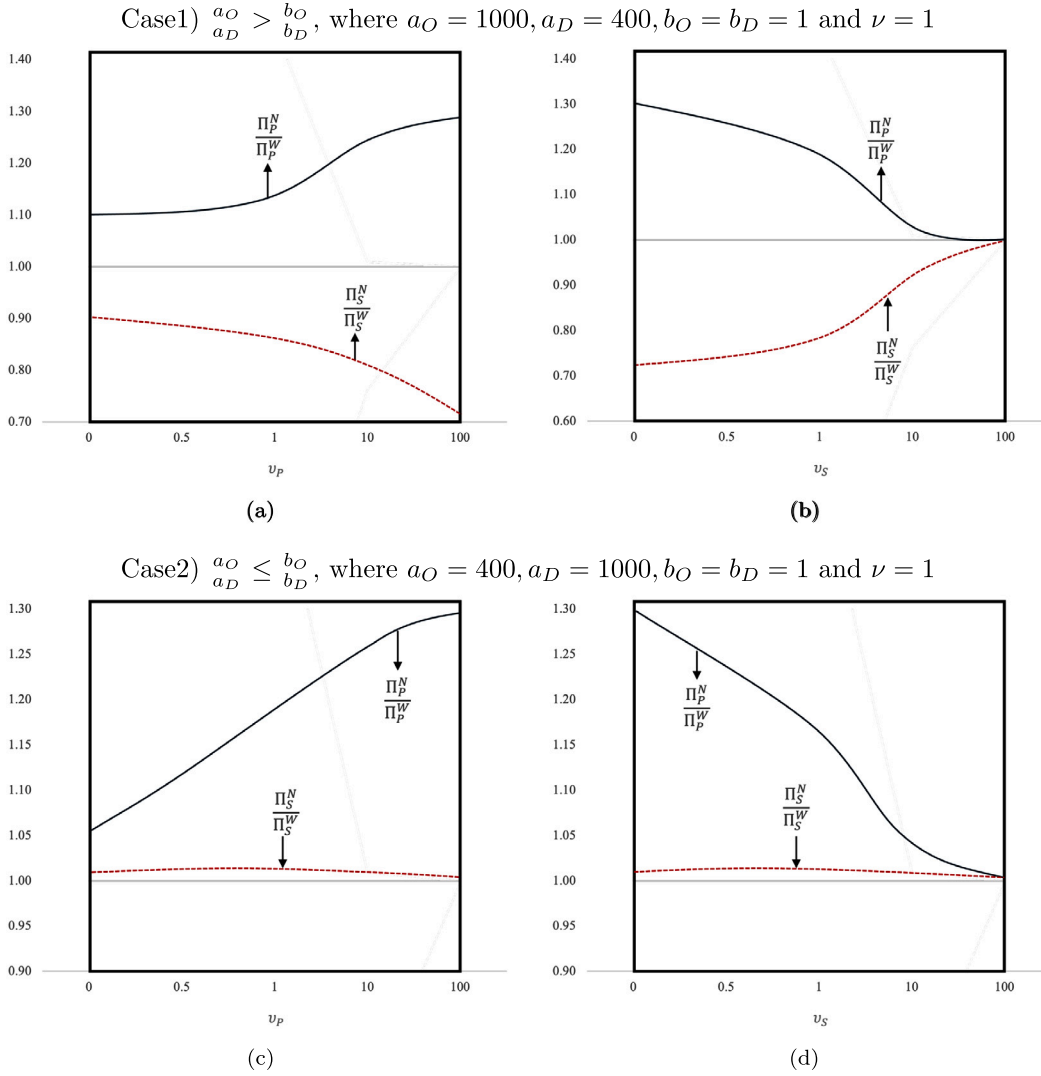 Case1) a_O/a_D > b_O/b_D, where a_O = 1000, a_D = 400, b_O = b_D = 1 and ν = 1
1.40
1.30
1.20
1.10
1.00
0.90
0.80
0.70
Π_P^N
Π_P^W
Π_S^N
Π_S^W
0 0.5 1 10 100
υ_P
(a)
1.40
1.30
1.20
1.10
1.00
0.90
0.80
0.70
0.60
Π_P^N
Π_P^W
Π_S^N
Π_S^W
0 0.5 1 10 100
υ_S
(b)
Case2) a_O/a_D ≤ b_O/b_D, where a_O = 400, a_D = 1000, b_O = b_D = 1 and ν = 1
1.30
1.25
1.20
1.15
1.10
1.05
1.00
0.95
0.90
Π_P^N
Π_P^W
Π_S^N
Π_S^W
0 0.5 1 10 100
υ_P
(c)
1.30
1.25
1.20
1.15
1.10
1.05
1.00
0.95
0.90
Π_P^N
Π_P^W
Π_S^N
Π_S^W
0 0.5 1 10 100
υ_S
(d)